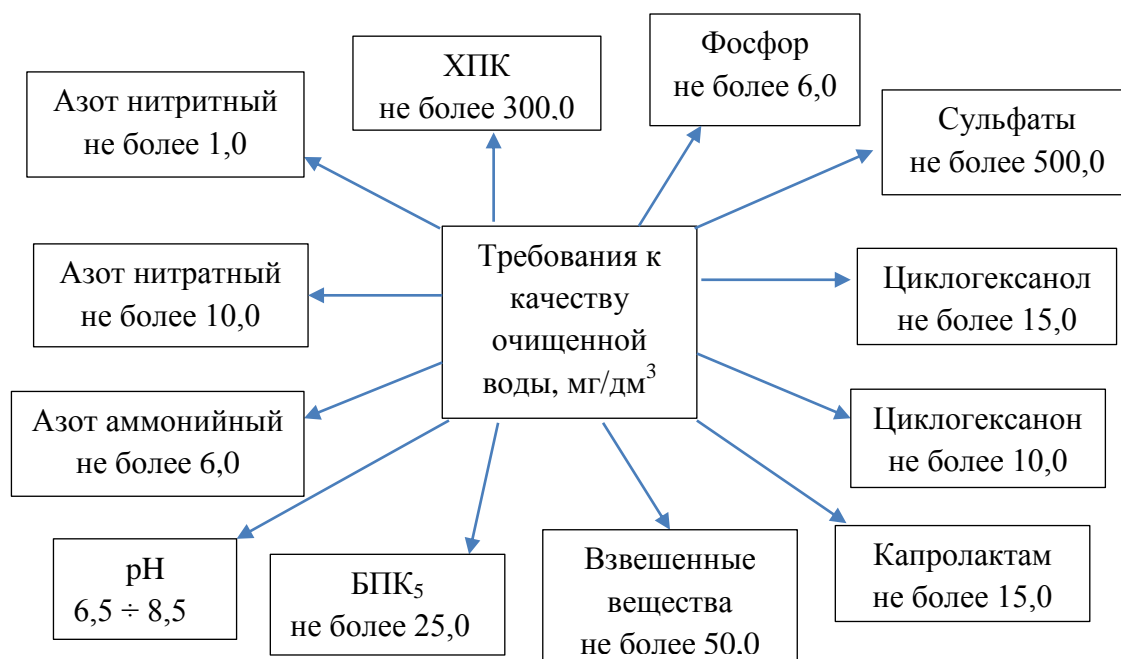 Азот нитритный
не более 1,0
ХПК
не более 300,0
Фосфор
не более 6,0
Сульфаты
не более 500,0
Азот нитратный
не более 10,0
Требования к
качеству
очищенной
воды, мг/дм³
Циклогексанол
не более 15,0
Азот аммонийный
не более 6,0
Циклогексанон
не более 10,0
pH
6,5 ÷ 8,5
БПК₅
не более 25,0
Взвешенные
вещества
не более 50,0
Капролактам
не более 15,0